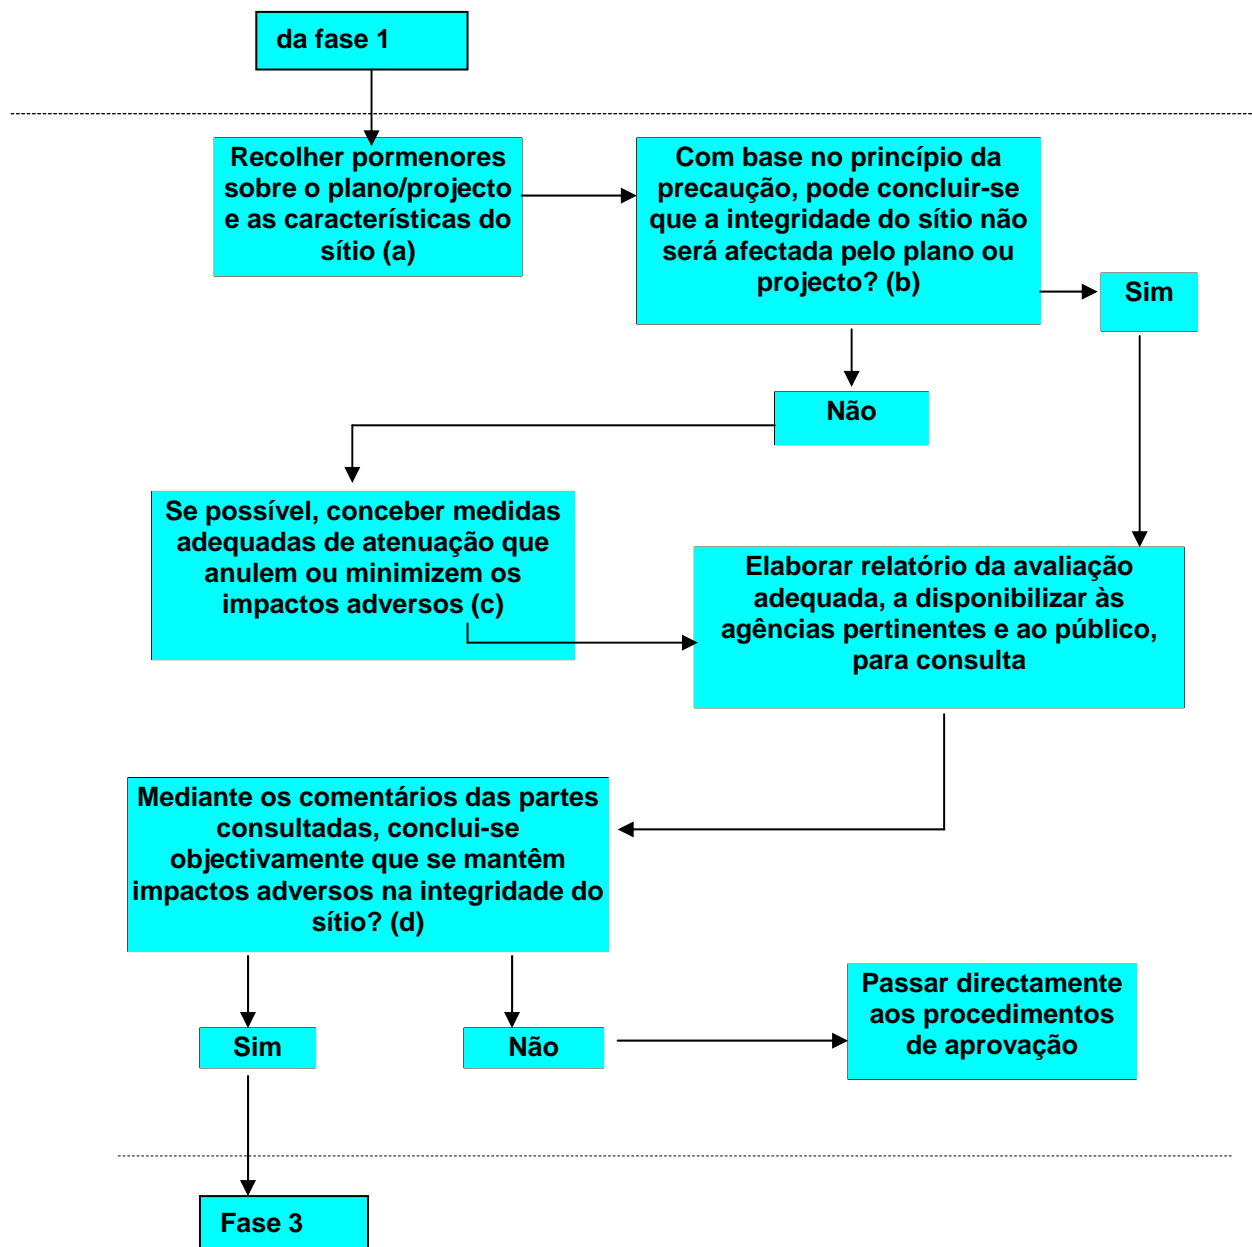 da fase 1
Recolher pormenores
sobre o plano/projecto
e as características do
sítio (a)
Com base no princípio da
precaução, pode concluir-se
que a integridade do sítio não
será afectada pelo plano ou
projecto? (b)
Sim
Não
Se possível, conceber medidas
adequadas de atenuação que
anulem ou minimizem os
impactos adversos (c)
Elaborar relatório da avaliação
adequada, a disponibilizar às
agências pertinentes e ao público,
para consulta
Mediante os comentários das partes
consultadas, conclui-se
objectivamente que se mantêm
impactos adversos na integridade do
sítio? (d)
Sim
Não
Passar directamente
aos procedimentos
de aprovação
Fase 3